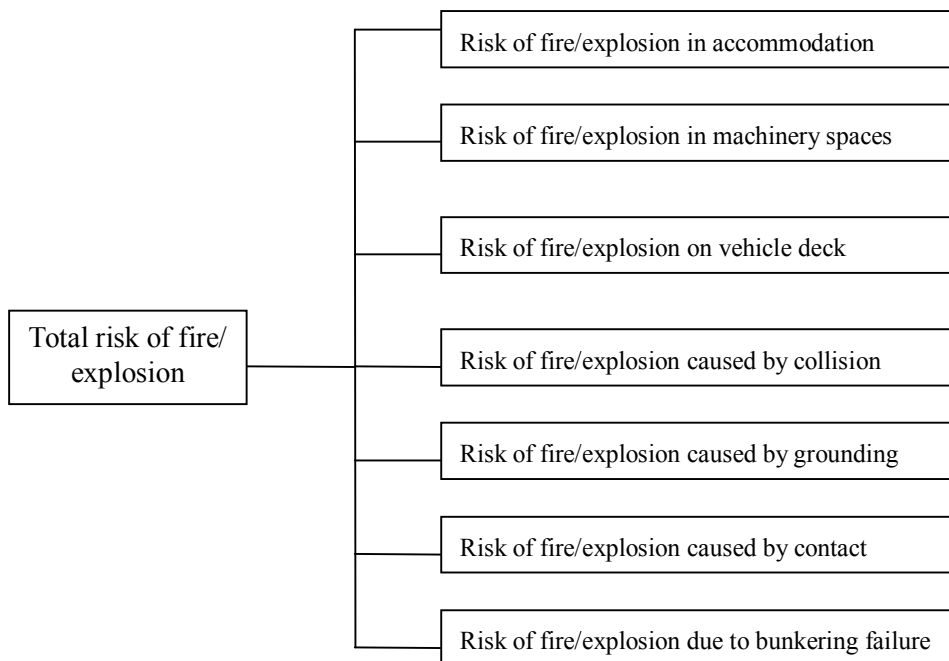 Total risk of fire/
explosion
Risk of fire/explosion in accommodation
Risk of fire/explosion in machinery spaces
Risk of fire/explosion on vehicle deck
Risk of fire/explosion caused by collision
Risk of fire/explosion caused by grounding
Risk of fire/explosion caused by contact
Risk of fire/explosion due to bunkering failure